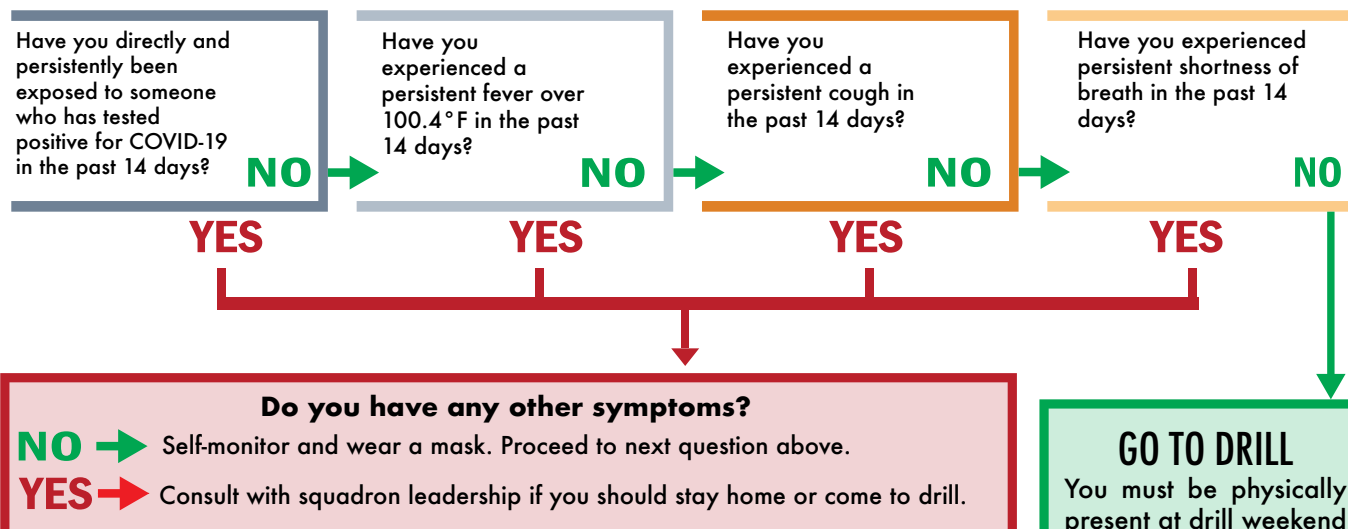 Have you directly and
persistently been
exposed to someone
who has tested
positive for COVID-19
in the past 14 days?
NO
Have you
experienced a
persistent fever over
100.4°F in the past
14 days?
NO
Have you
experienced a
persistent cough in
the past 14 days?
NO
Have you experienced
persistent shortness of
breath in the past 14
days?
NO
YES
YES
YES
YES
Do you have any other symptoms?
NO Self-monitor and wear a mask. Proceed to next question above.
YES Consult with squadron leadership if you should stay home or come to drill.
GO TO DRILL
You must be physically
present at drill weekend